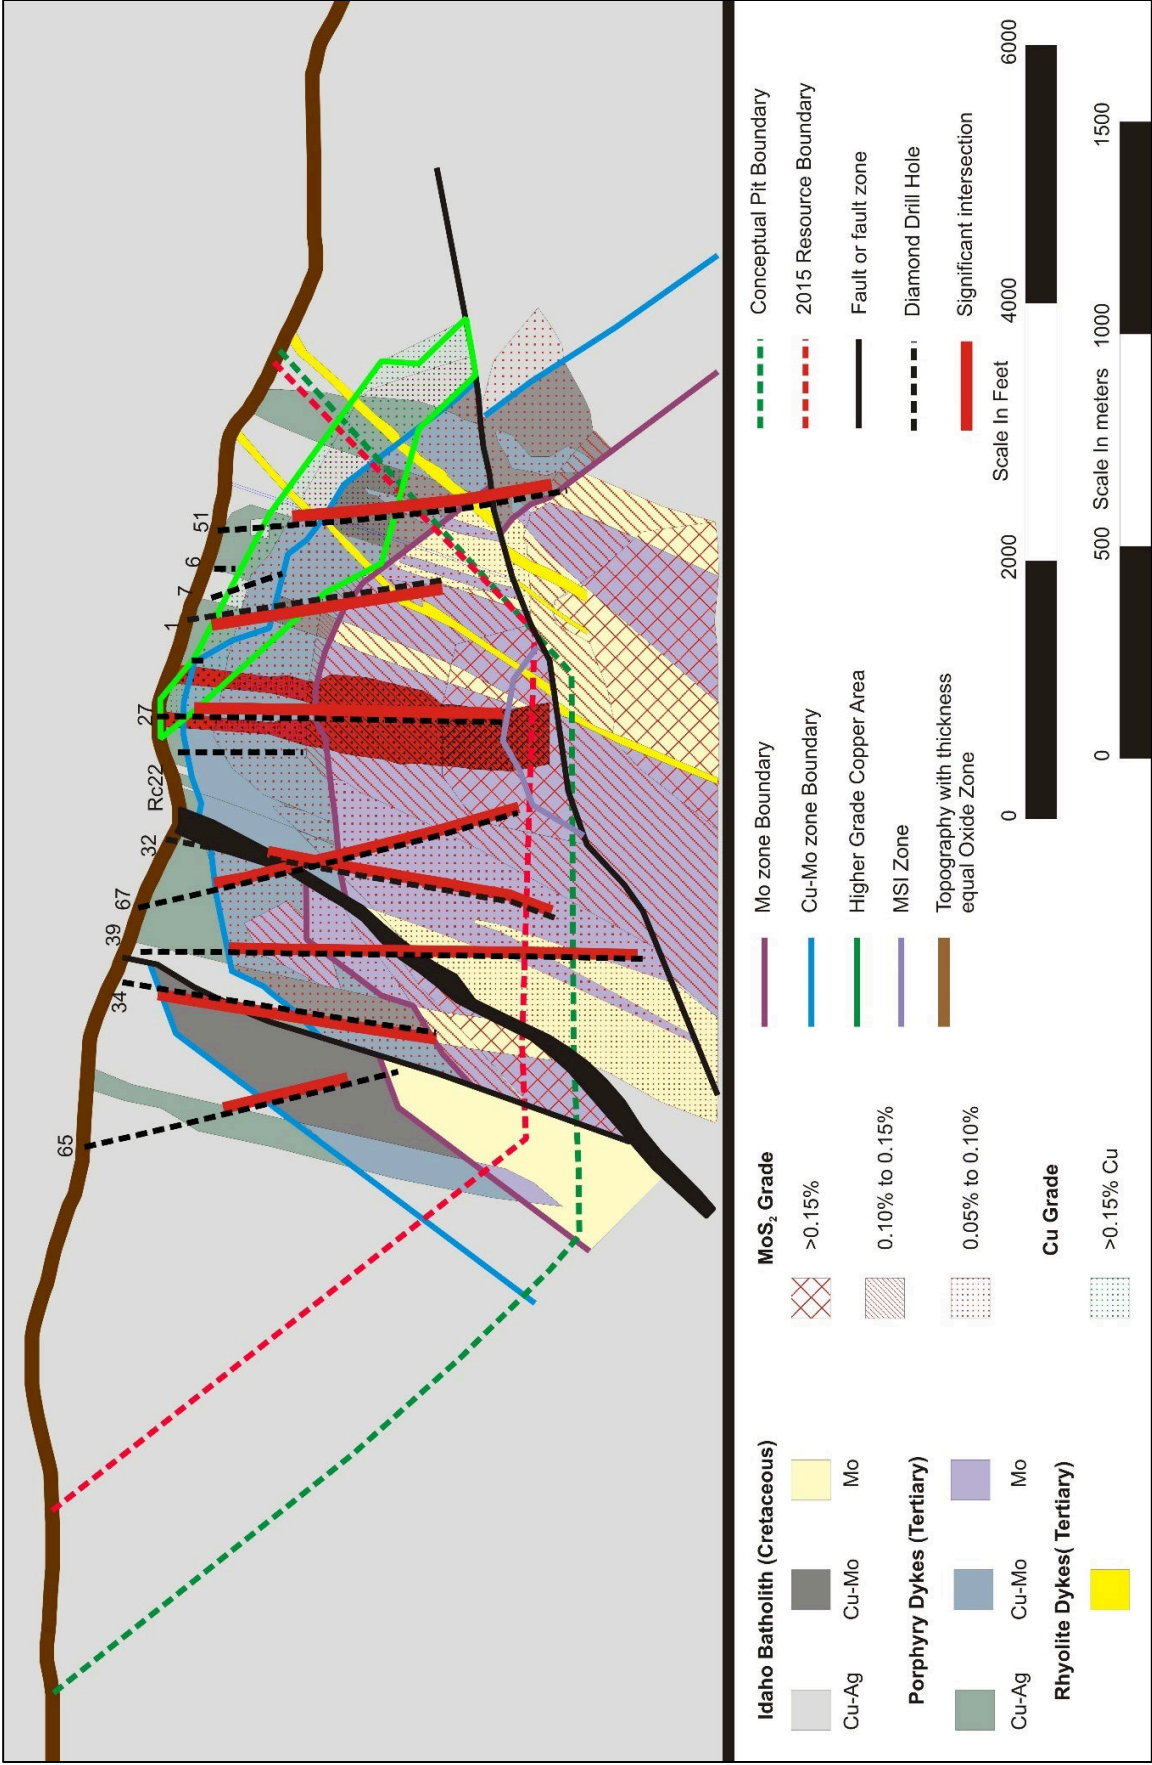 65
34
39
67
32
Rc22
27
1
7
6
51
Idaho Batholith (Cretaceous)
Cu-Ag
Cu-Mo
Mo
Porphyry Dykes (Tertiary)
Cu-Ag
Cu-Mo
Mo
Rhyolite Dykes( Tertiary)
MoS₂ Grade
>0.15%
0.10% to 0.15%
0.05% to 0.10%
Cu Grade
>0.15% Cu
Mo zone Boundary
Cu-Mo zone Boundary
Higher Grade Copper Area
MSI Zone
Topography with thickness
equal Oxide Zone
Conceptual Pit Boundary
2015 Resource Boundary
Fault or fault zone
Diamond Drill Hole
Significant intersection
Scale In Feet
0
2000
4000
6000
Scale In meters
0
500
1000
1500